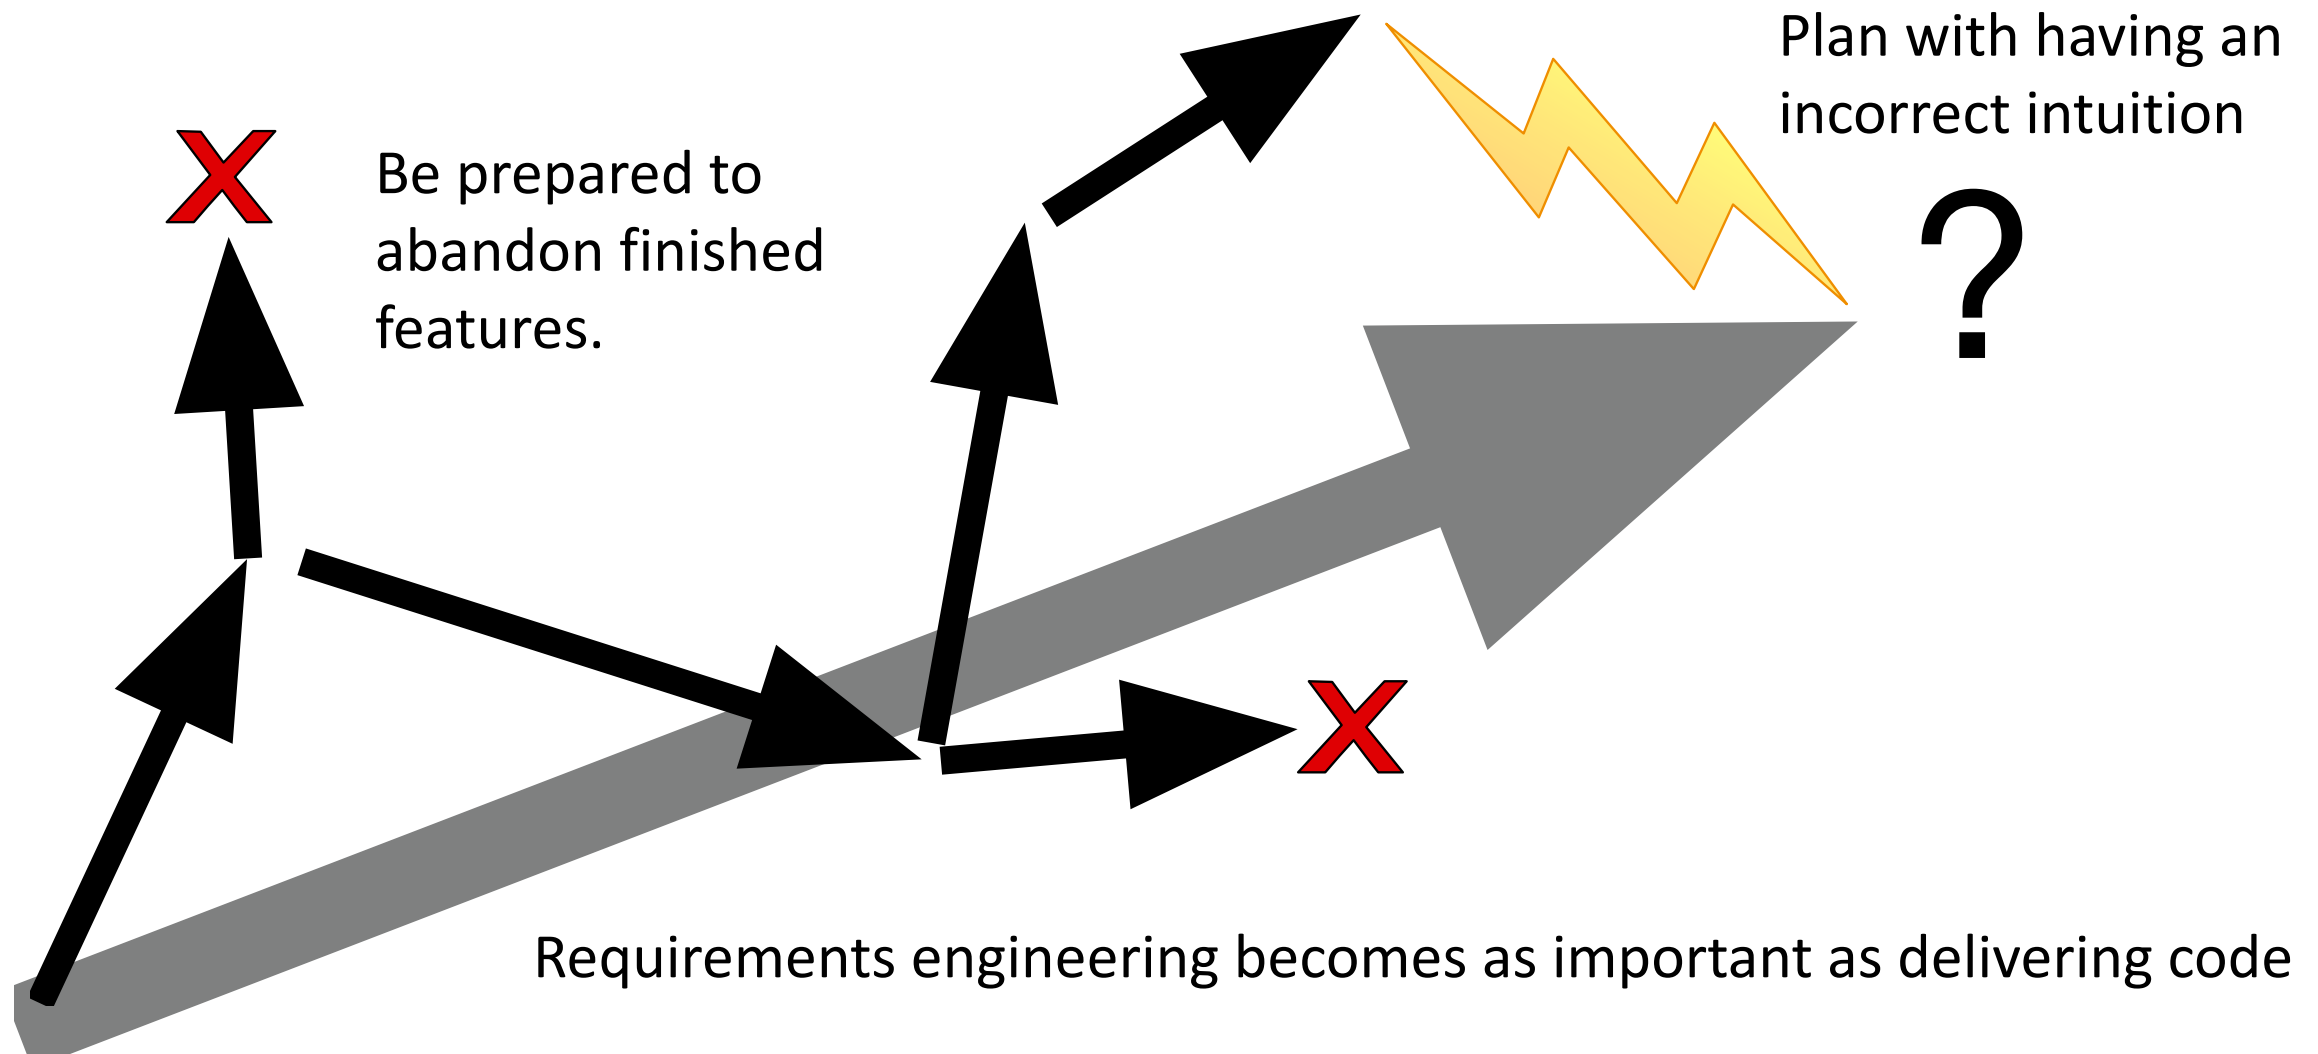 Plan with having an
incorrect intuition
Be prepared to
abandon finished
features.
?
Requirements engineering becomes as important as delivering code